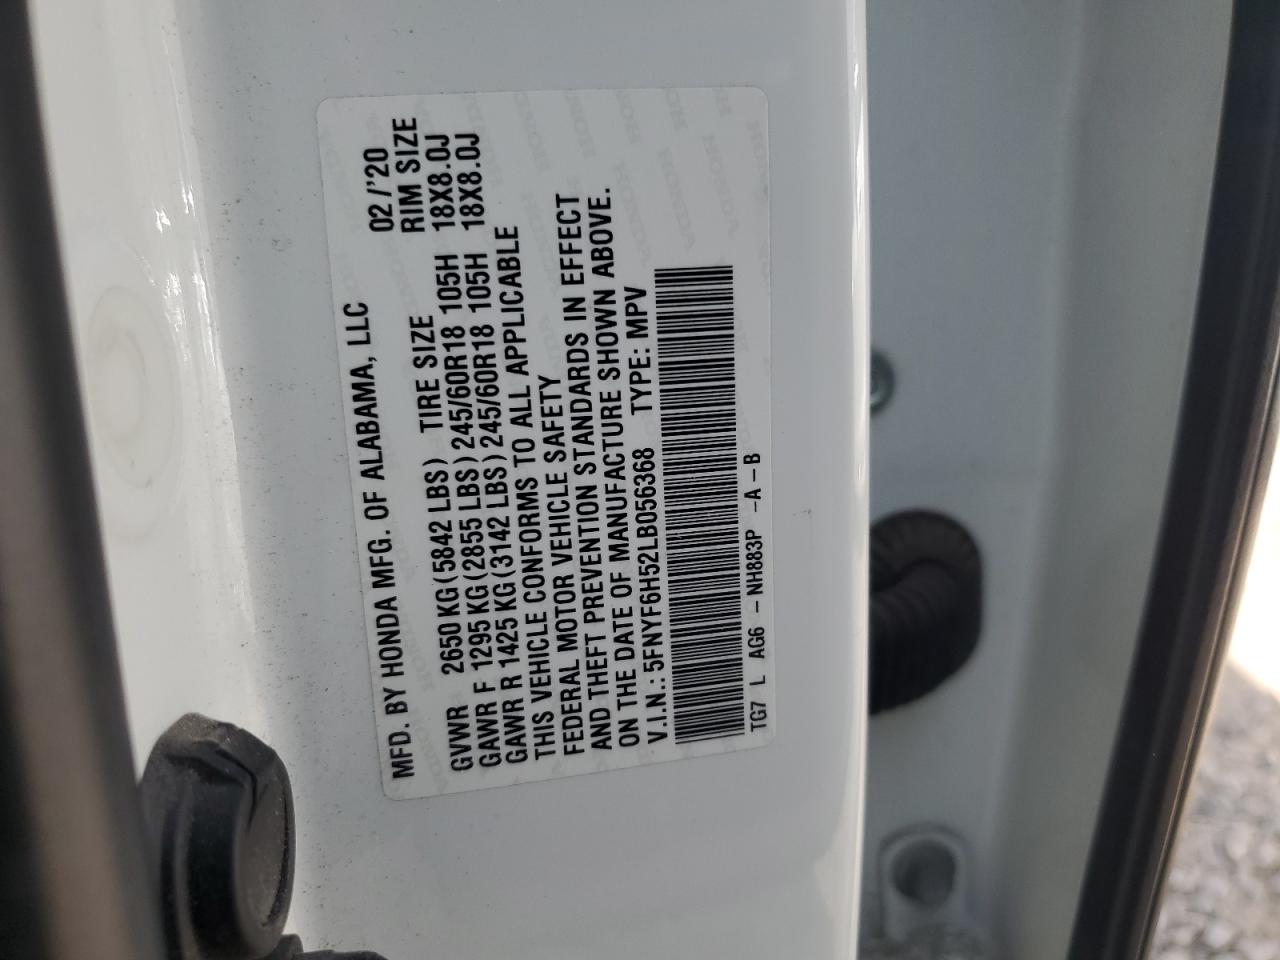 MFD. BY HONDA MFG. OF ALABAMA, LLC 02/'20
GVWR 2650 KG(5842 LBS) TIRE SIZE RIM SIZE
GAWR F 1295 KG(2855 LBS)245/60R18 105H 18X8.0J
GAWR R 1425 KG(3142 LBS)245/60R18 105H 18X8.0J
THIS VEHICLE CONFORMS TO ALL APPLICABLE
FEDERAL MOTOR VEHICLE SAFETY
AND THEFT PREVENTION STANDARDS IN EFFECT
ON THE DATE OF MANUFACTURE SHOWN ABOVE.
V.I.N.: 5FNYF6H52LB056368 TYPE: MPV
TG7 L AG6 - NH883P -A-B